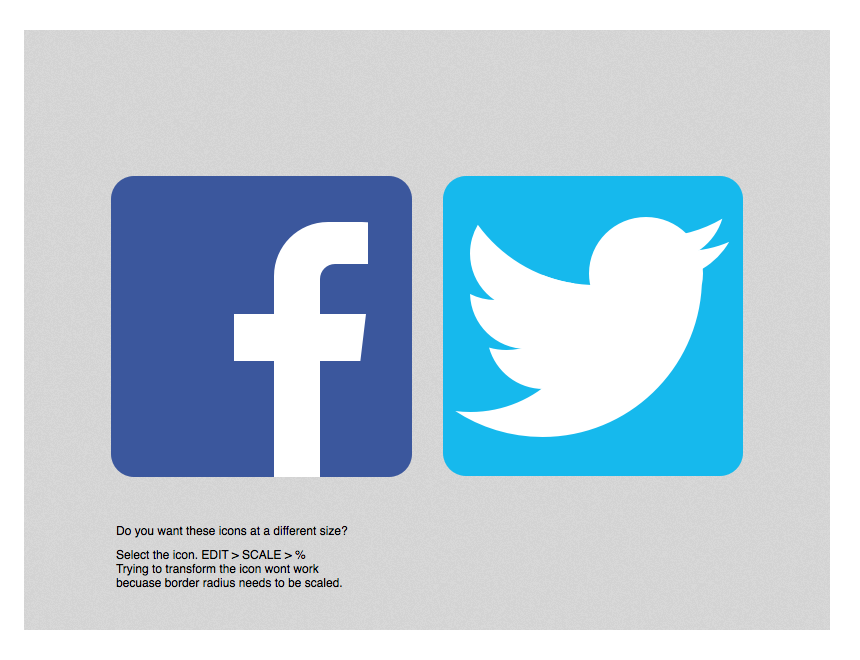 Do you want these icons at a different size?
Select the icon. EDIT > SCALE > %
Trying to transform the icon wont work
becuase border radius needs to be scaled.